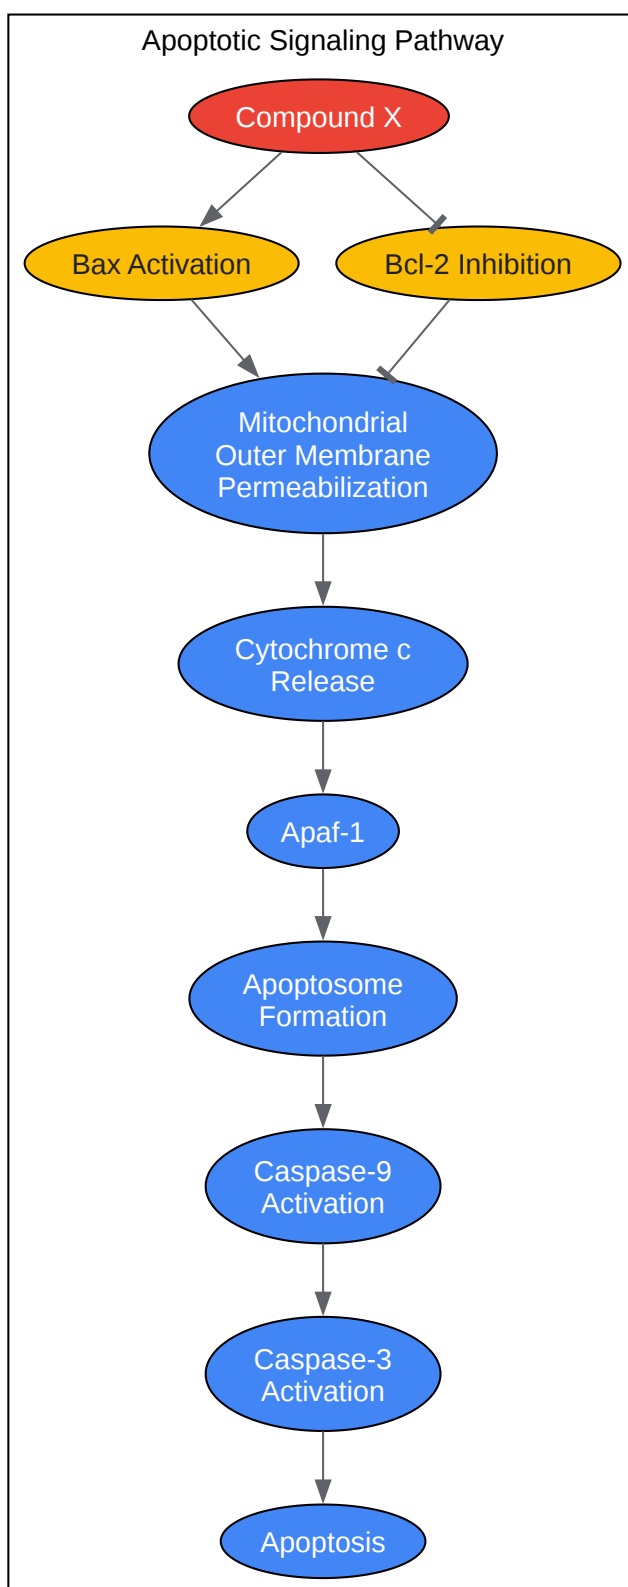 Apoptotic Signaling Pathway
Compound X
Bax Activation
Bcl-2 Inhibition
Mitochondrial
Outer Membrane
Permeabilization
Cytochrome c
Release
Apaf-1
Apoptosome
Formation
Caspase-9
Activation
Caspase-3
Activation
Apoptosis